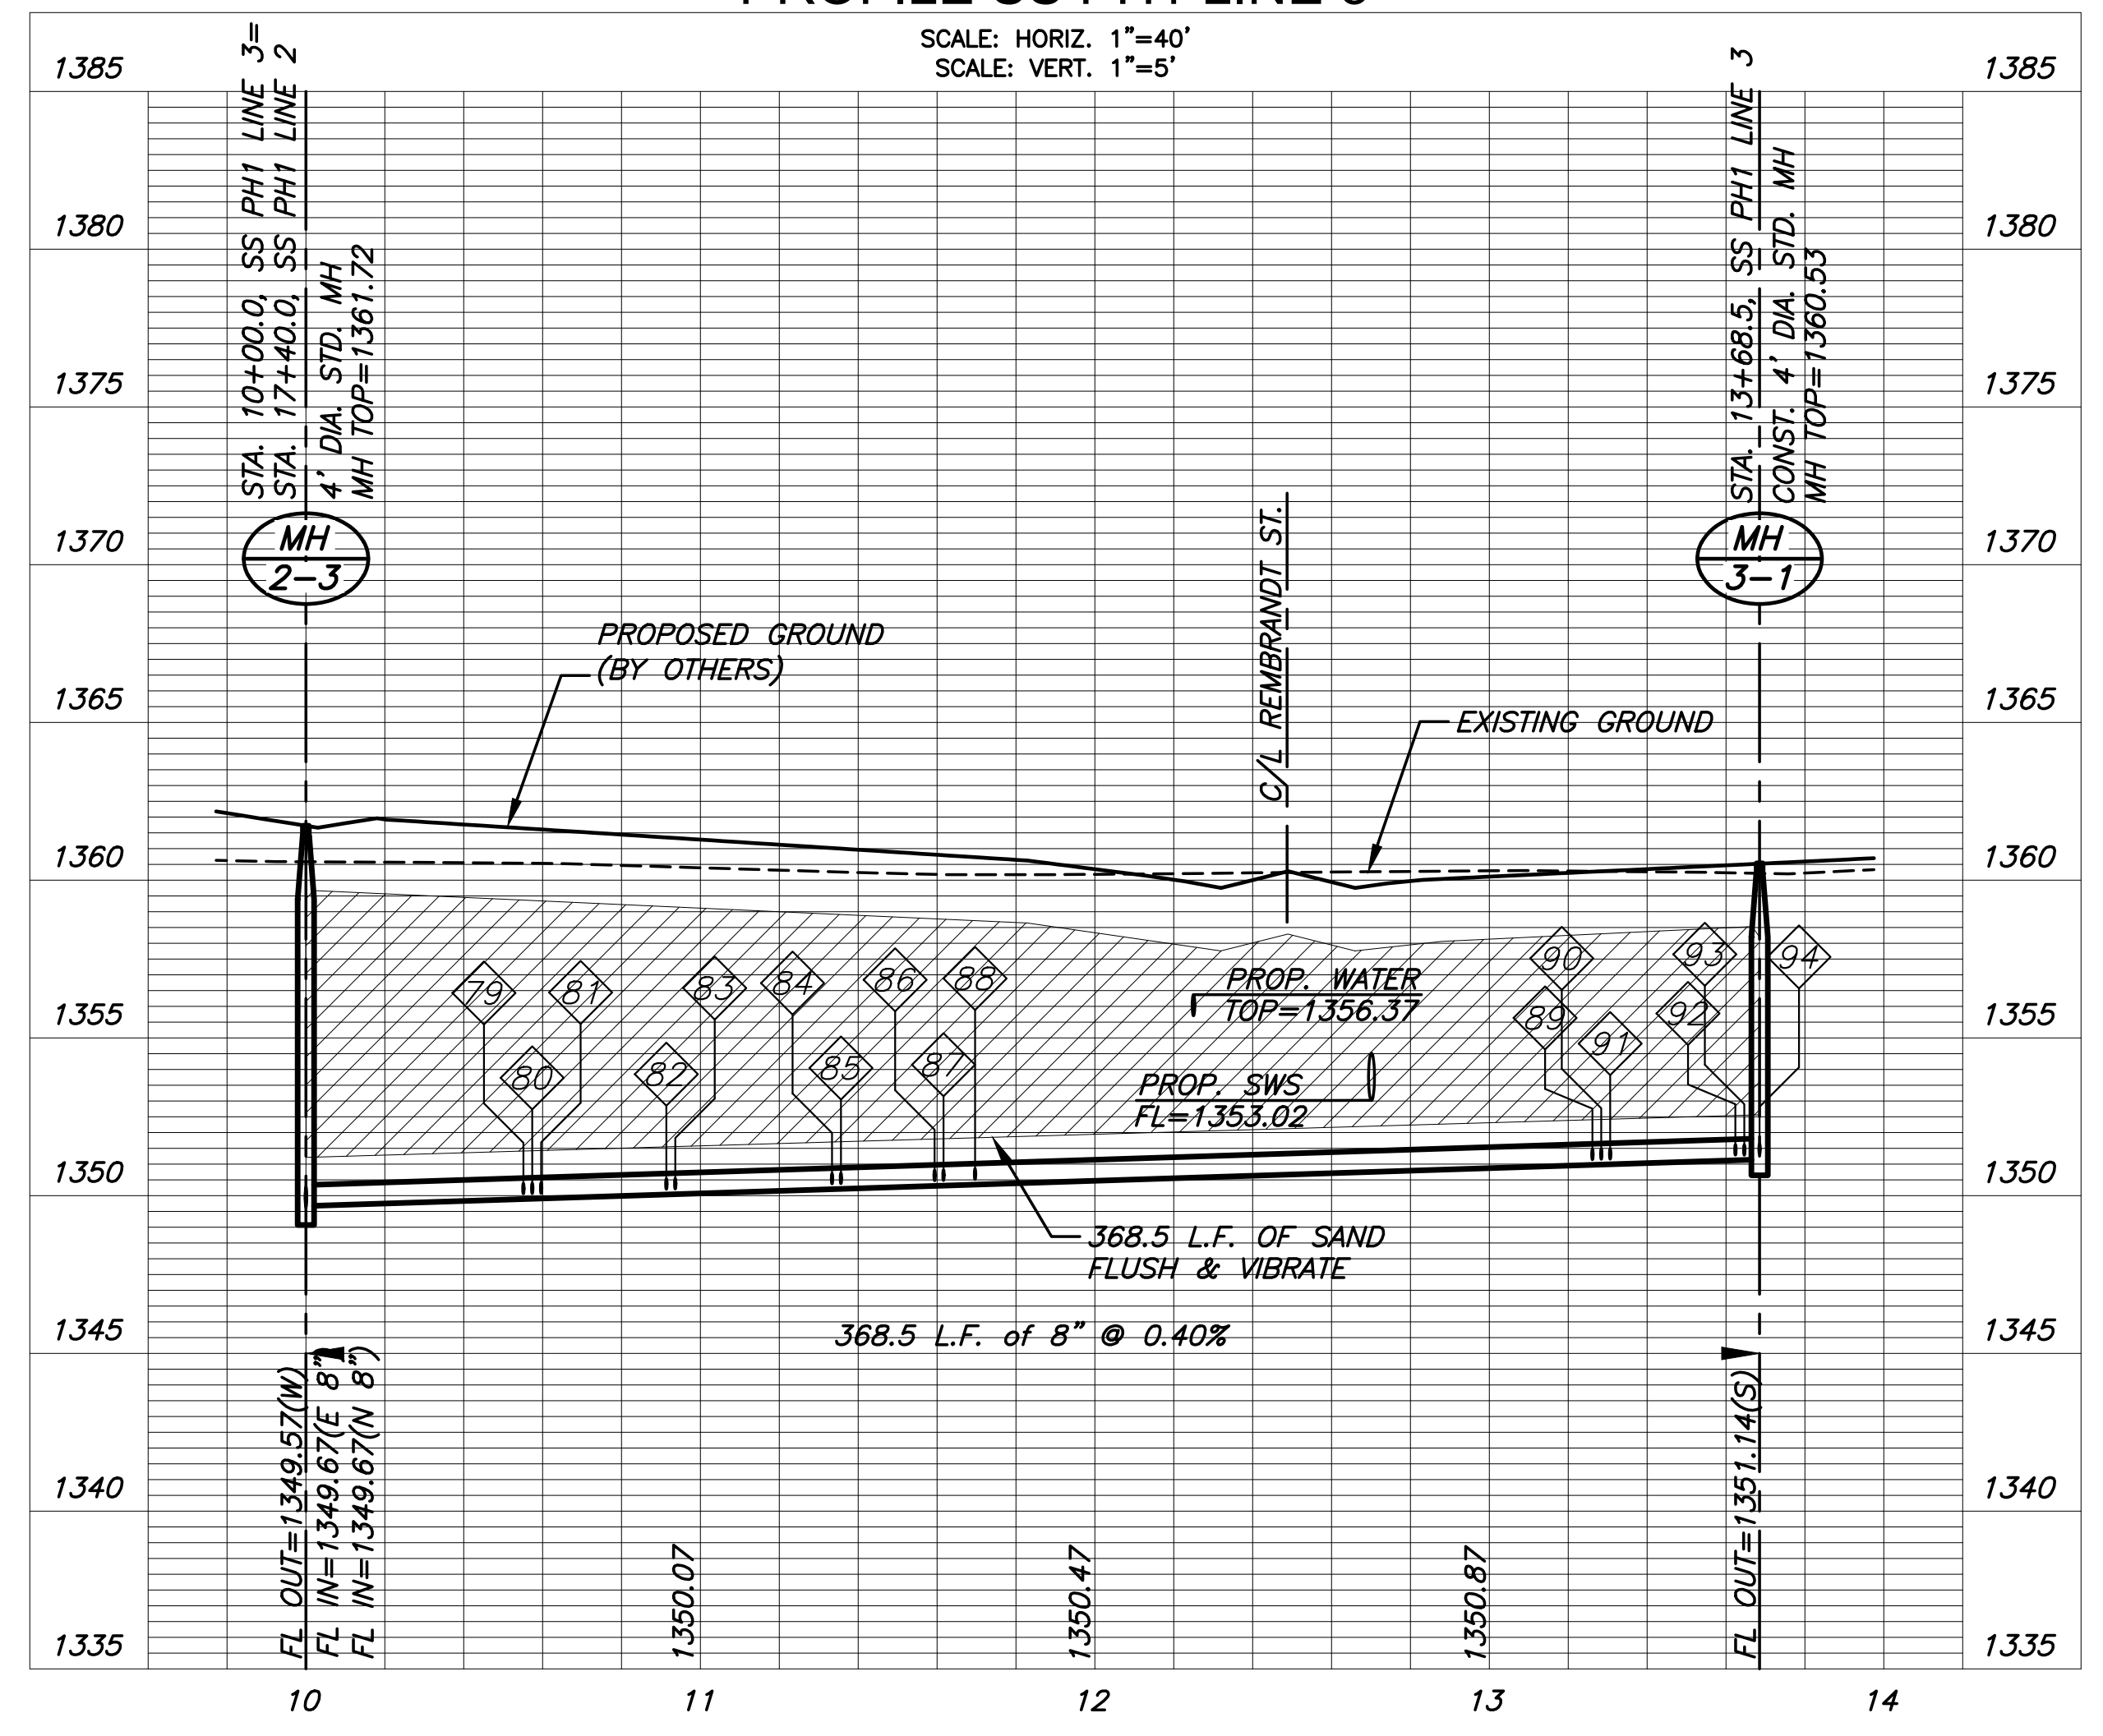 SCALE: HORIZ. 1"=40'
SCALE: VERT. 1"=5'
1385
1385
1380
1380
1375
1375
1370
1370
1365
1365
1360
1360
1355
1355
1350
1350
1345
1345
1340
1340
1335
1335
STA. 10+00.0, SS PH1 LINE 3=
STA. 17+40.0, SS PH1 LINE 2
4' DIA. STD. MH
MH TOP=1361.72
MH
2-3
STA. 13+68.5, SS PH1 LINE 3
CONST. 4' DIA. STD. MH
MH TOP=1360.53
MH
3-1
PROPOSED GROUND
(BY OTHERS)
C/L REMBRANDT ST.
EXISTING GROUND
79
80
81
82
83
84
85
86
87
88
PROP. WATER
TOP=1356.37
PROP. SWS
FL=1353.02
89
90
91
92
93
94
368.5 L.F. OF SAND
FLUSH & VIBRATE
368.5 L.F. of 8" @ 0.40%
FL OUT=1349.57(W)
FL IN=1349.67(E 8")
FL IN=1349.67(N 8")
1350.07
1350.47
1350.87
FL OUT=1351.14(S)
10
11
12
13
14